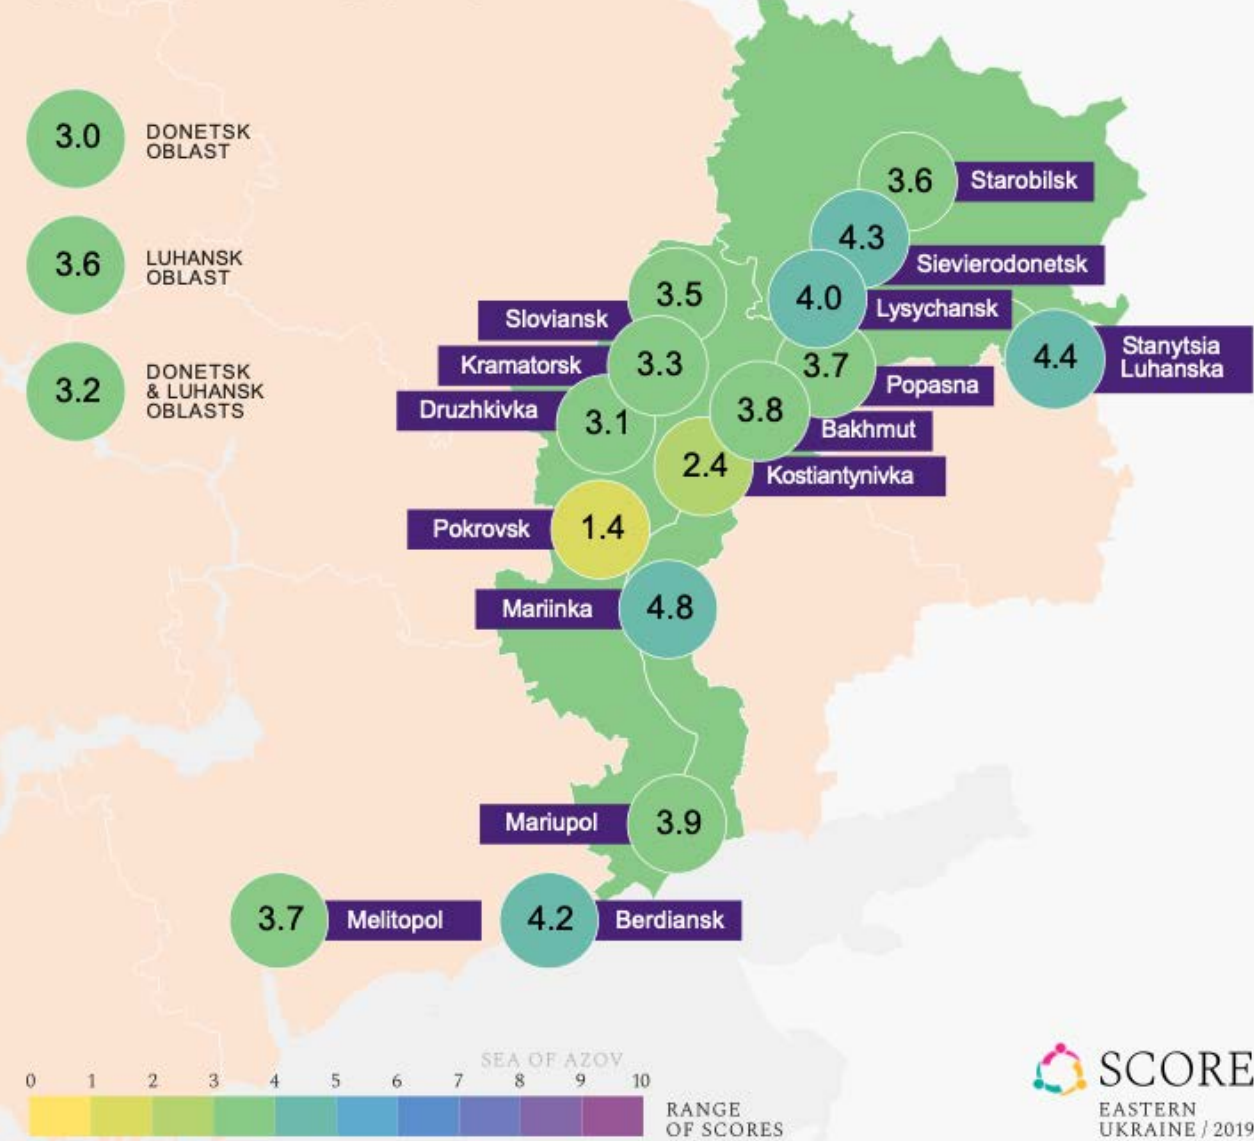 3.0
DONETSK
OBLAST
3.6
LUHANSK
OBLAST
3.2
DONETSK
& LUHANSK
OBLASTS
3.6
Starobilsk
4.3
Sievierodonetsk
4.0
Lysychansk
3.5
Sloviansk
3.3
Kramatorsk
3.7
Popasna
4.4
Stanytsia
Luhanska
3.1
Druzhkivka
3.8
Bakhmut
2.4
Kostiantynivka
Pokrovsk
1.4
Mariinka
4.8
Mariupol
3.9
3.7
Melitopol
4.2
Berdiansk
SEA OF AZOV
0 1 2 3 4 5 6 7 8 9 10
RANGE
OF SCORES
SCORE
EASTERN
UKRAINE / 2019